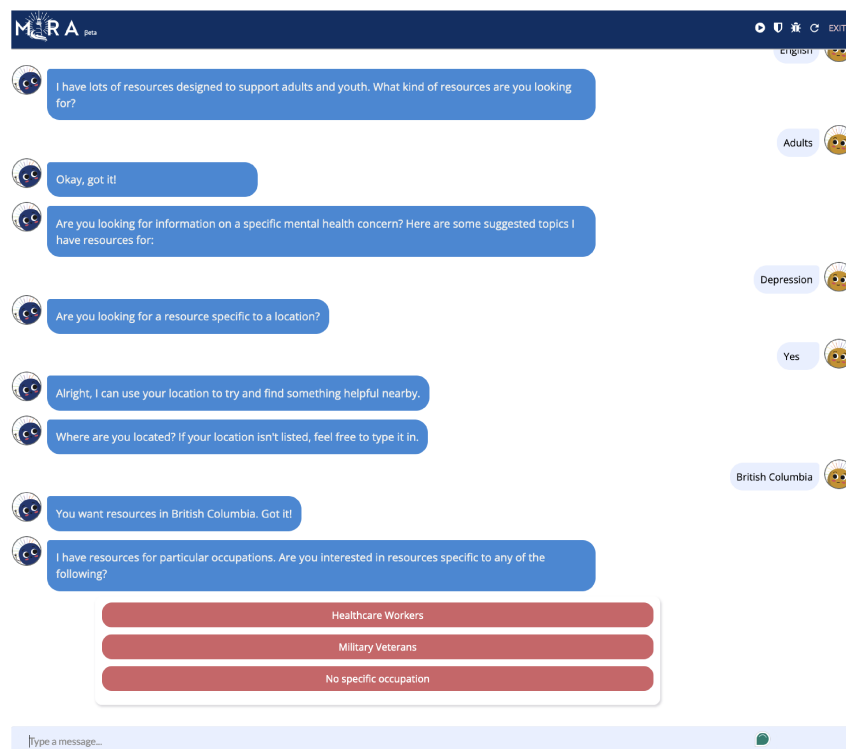 MIRA Beta
EXIT
English
I have lots of resources designed to support adults and youth. What kind of resources are you looking
for?
Adults
Okay, got it!
Are you looking for information on a specific mental health concern? Here are some suggested topics I
have resources for:
Depression
Are you looking for a resource specific to a location?
Yes
Alright, I can use your location to try and find something helpful nearby.
Where are you located? If your location isn't listed, feel free to type it in.
British Columbia
You want resources in British Columbia. Got it!
I have resources for particular occupations. Are you interested in resources specific to any of the
following?
Healthcare Workers
Military Veterans
No specific occupation
Type a message...